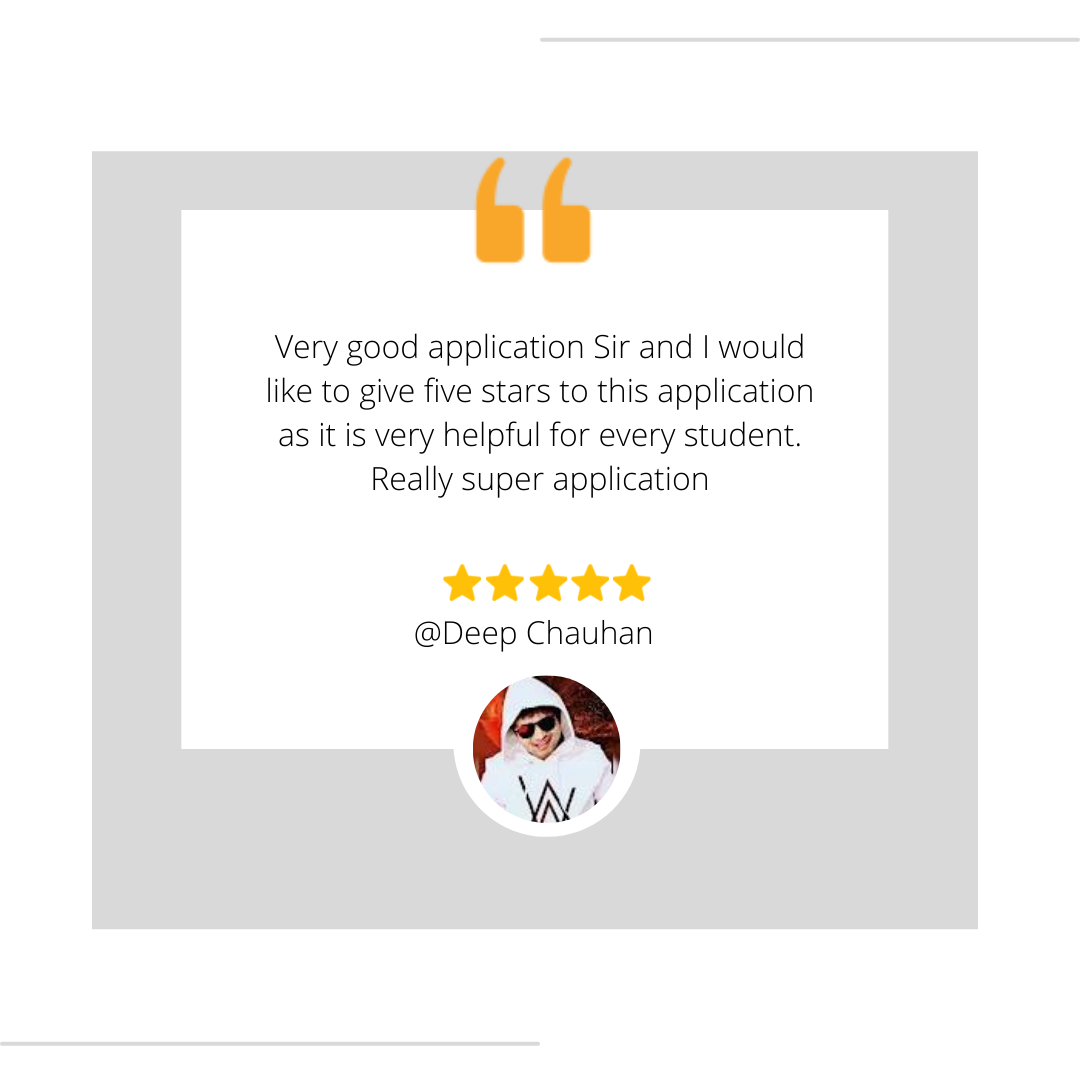 Very good application Sir and I would
like to give five stars to this application
as it is very helpful for every student.
Really super application
@Deep Chauhan